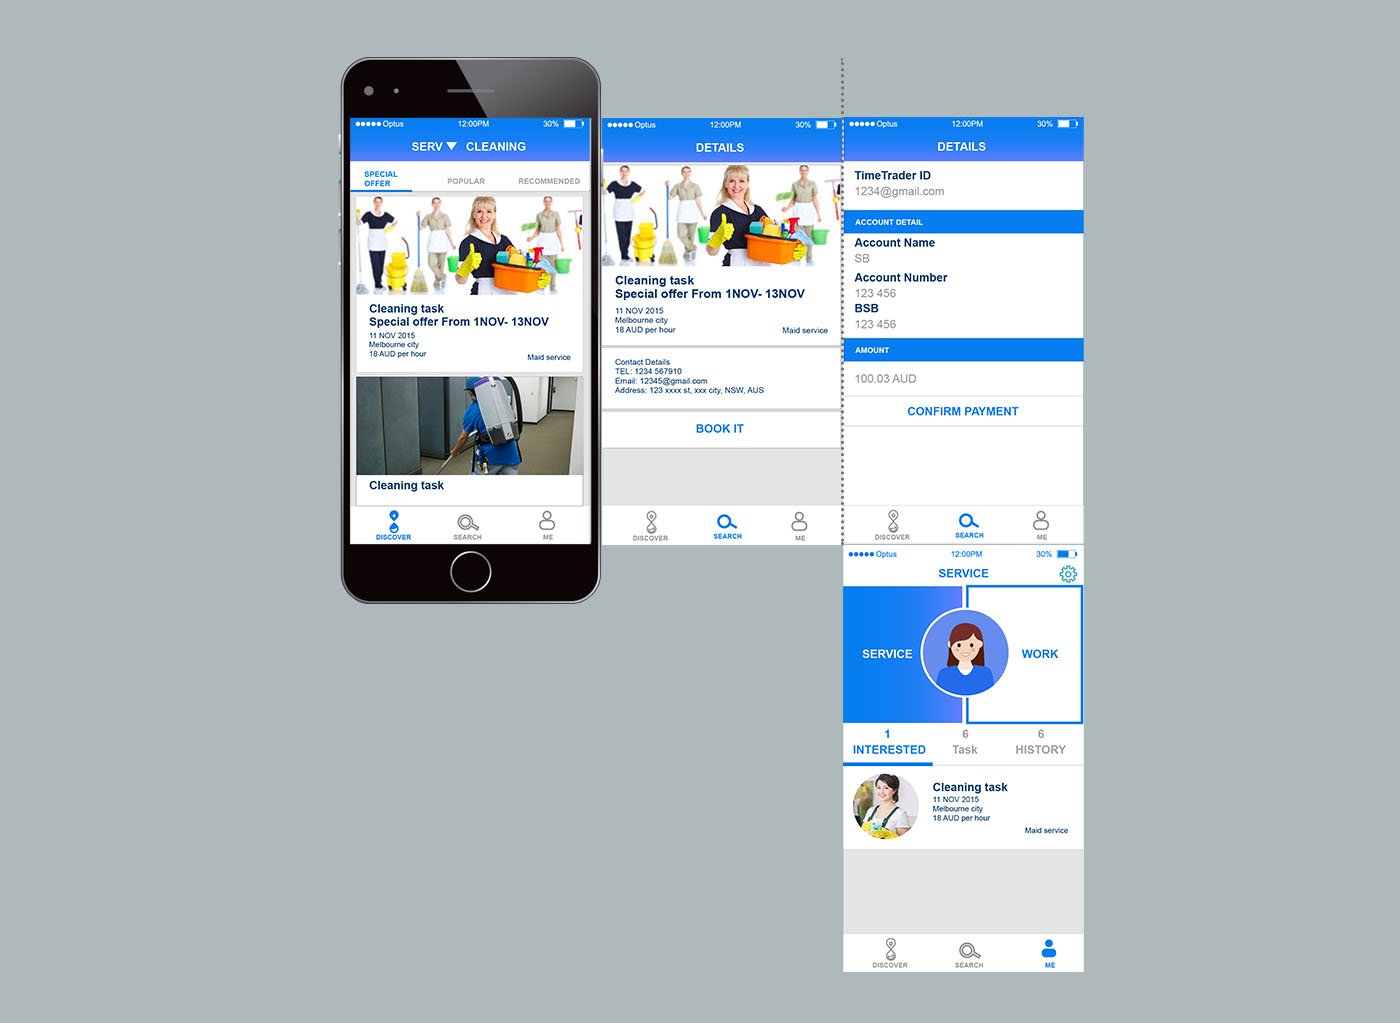 Optus 12:00PM 30%
SERV CLEANING
SPECIAL
OFFER
POPULAR
RECOMMENDED
Cleaning task
Special offer From 1NOV- 13NOV
11 NOV 2015
Melbourne city
18 AUD per hour
Maid service
Cleaning task
DISCOVER
SEARCH
ME
Optus 12:00PM 30%
DETAILS
Cleaning task
Special offer From 1NOV- 13NOV
11 NOV 2015
Melbourne city
18 AUD per hour
Maid service
Contact Details
TEL: 1234 567910
Email: 12345@gmail.com
Address: 123 xxxx st, xxx city, NSW, AUS
BOOK IT
DISCOVER
SEARCH
ME
Optus 12:00PM 30%
DETAILS
TimeTrader ID
1234@gmail.com
ACCOUNT DETAIL
Account Name
SB
Account Number
123 456
BSB
123 456
AMOUNT
100.03 AUD
CONFIRM PAYMENT
DISCOVER
SEARCH
ME
Optus 12:00PM 30%
SERVICE
SERVICE
WORK
1
INTERESTED
6
Task
6
HISTORY
Cleaning task
11 NOV 2015
Melbourne city
18 AUD per hour
Maid service
DISCOVER
SEARCH
ME